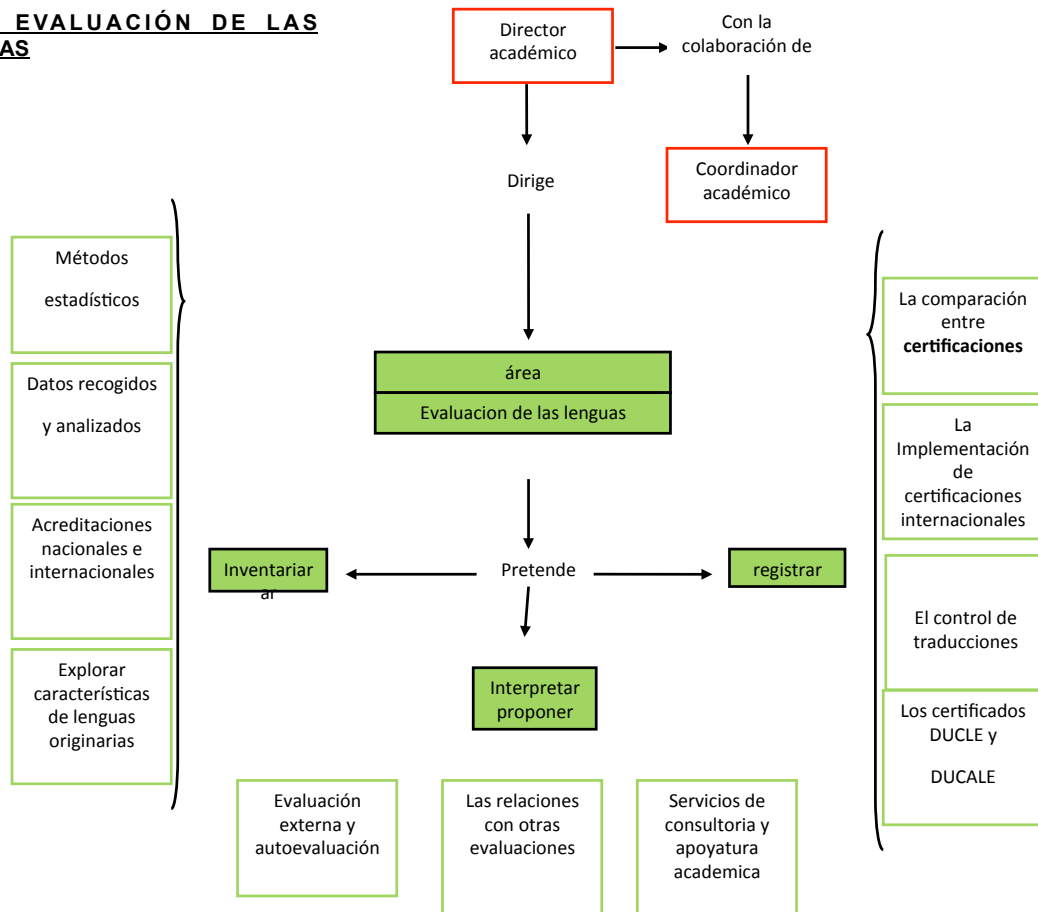 EVALUACIÓN DE LAS
AS
Director
académico
Con la
colaboración de
Dirige
Coordinador
académico
Métodos
estadísticos
Datos recogidos
y analizados
Acreditaciones
nacionales e
internacionales
Explorar
características
de lenguas
originarias
área
Evaluacion de las lenguas
Inventariar
ar
Pretende
registrar
Interpretar
proponer
La comparación
entre
certificaciones
La
Implementación
de
certificaciones
internacionales
El control de
traducciones
Los certificados
DUCLE y
DUCALE
Evaluación
externa y
autoevaluación
Las relaciones
con otras
evaluaciones
Servicios de
consultoria y
apoyatura
academica